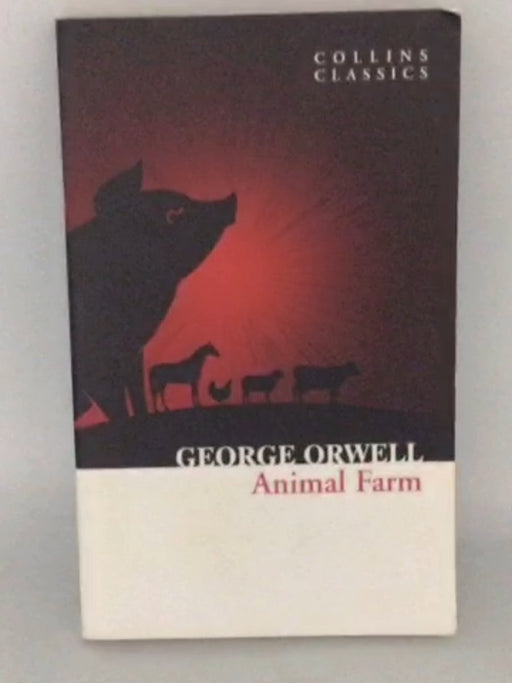 COLLINS
CLASSICS
GEORGE ORWELL
Animal Farm